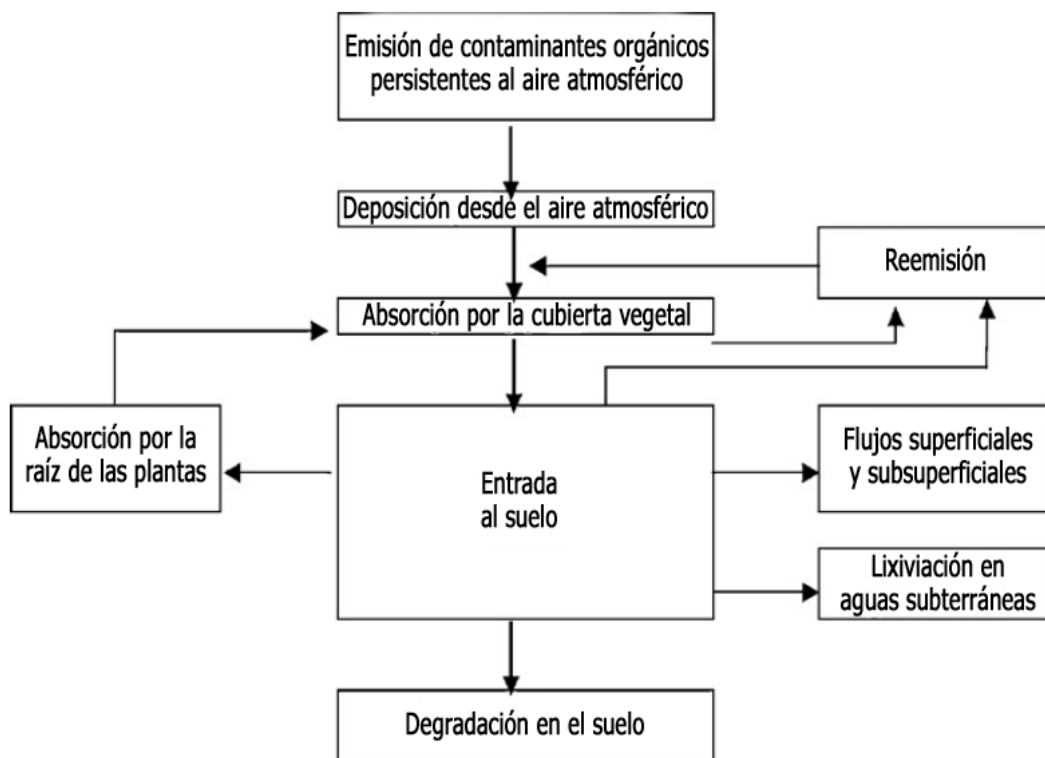 Emisión de contaminantes orgánicos
persistentes al aire atmosférico
Deposición desde el aire atmosférico
Reemisión
Absorción por la cubierta vegetal
Absorción por la
raíz de las plantas
Entrada
al suelo
Flujos superficiales
y subsuperficiales
Lixiviación en
aguas subterráneas
Degradación en el suelo